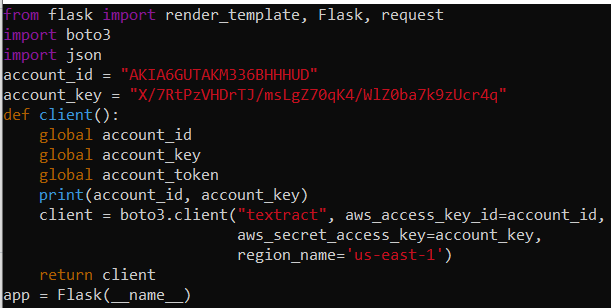 from flask import render_template, Flask, request
import boto3
import json
account_id = "AKIA6GUTAKM336BHHHUD"
account_key = "X/7RtPzVHDrTJ/msLgZ70qK4/WlZ0ba7k9zUcr4q"
def client():
    global account_id
    global account_key
    global account_token
    print(account_id, account_key)
    client = boto3.client("textract", aws_access_key_id=account_id,
                          aws_secret_access_key=account_key,
                          region_name='us-east-1')
    return client
app = Flask(__name__)